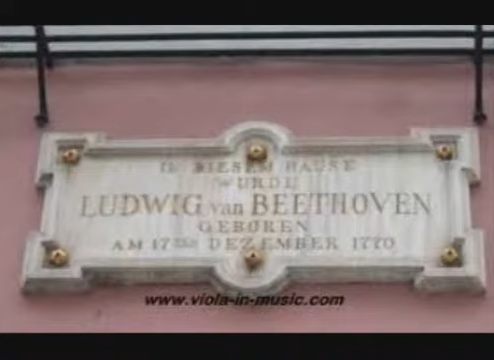 IN DIESEM HAUSE
WURDE
LUDWIG van BEETHOVEN
GEBOREN
AM 17TEN DEZEMBER 1770
www.viola-in-music.com